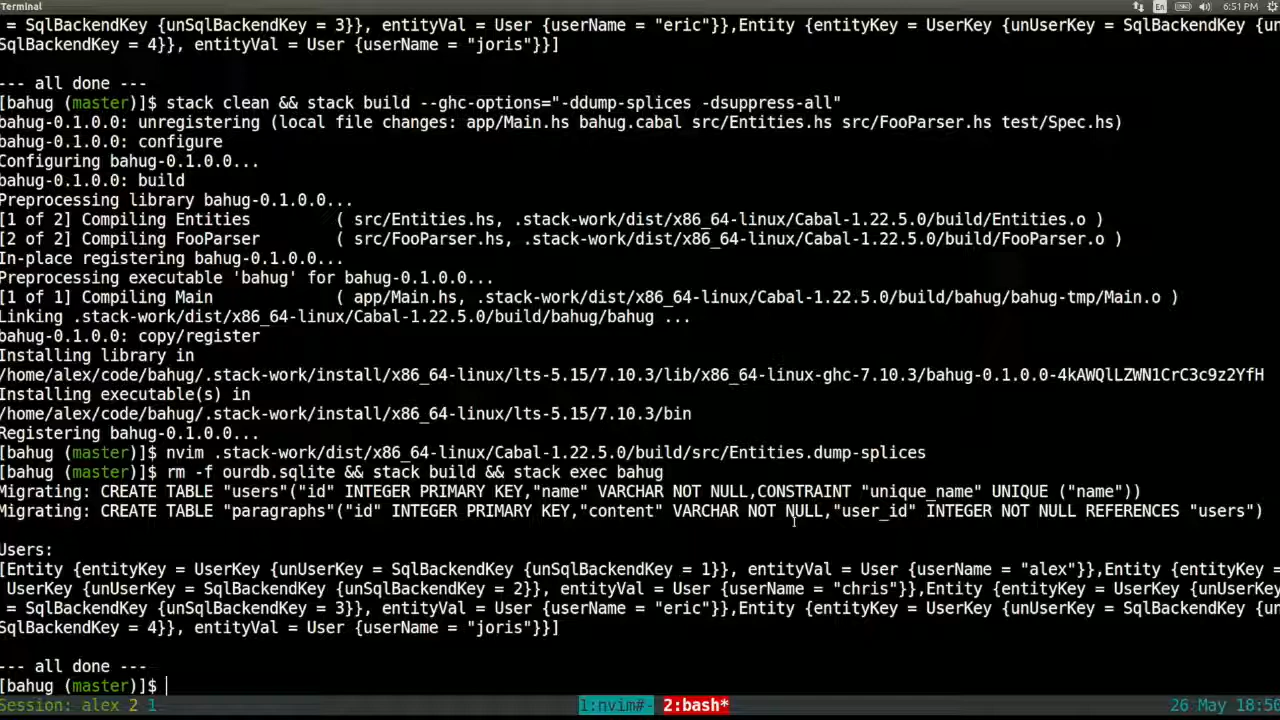 Terminal
En
6:51 PM
= SqlBackendKey {unSqlBackendKey = 3}}, entityVal = User {userName = "eric"}},Entity {entityKey = UserKey {unUserKey = SqlBackendKey {un
SqlBackendKey = 4}}, entityVal = User {userName = "joris"}}]
--- all done ---
[bahug (master)]$ stack clean && stack build --ghc-options="-ddump-splices -dsuppress-all"
bahug-0.1.0.0: unregistering (local file changes: app/Main.hs bahug.cabal src/Entities.hs src/FooParser.hs test/Spec.hs)
bahug-0.1.0.0: configure
Configuring bahug-0.1.0.0...
bahug-0.1.0.0: build
Preprocessing library bahug-0.1.0.0...
[1 of 2] Compiling Entities         ( src/Entities.hs, .stack-work/dist/x86_64-linux/Cabal-1.22.5.0/build/Entities.o )
[2 of 2] Compiling FooParser        ( src/FooParser.hs, .stack-work/dist/x86_64-linux/Cabal-1.22.5.0/build/FooParser.o )
In-place registering bahug-0.1.0.0...
Preprocessing executable 'bahug' for bahug-0.1.0.0...
[1 of 1] Compiling Main             ( app/Main.hs, .stack-work/dist/x86_64-linux/Cabal-1.22.5.0/build/bahug/bahug-tmp/Main.o )
Linking .stack-work/dist/x86_64-linux/Cabal-1.22.5.0/build/bahug/bahug ...
bahug-0.1.0.0: copy/register
Installing library in
/home/alex/code/bahug/.stack-work/install/x86_64-linux/lts-5.15/7.10.3/lib/x86_64-linux-ghc-7.10.3/bahug-0.1.0.0-4kAWQlLZWN1CrC3c9z2YfH
Installing executable(s) in
/home/alex/code/bahug/.stack-work/install/x86_64-linux/lts-5.15/7.10.3/bin
Registering bahug-0.1.0.0...
[bahug (master)]$ nvim .stack-work/dist/x86_64-linux/Cabal-1.22.5.0/build/src/Entities.dump-splices
[bahug (master)]$ rm -f ourdb.sqlite && stack build && stack exec bahug
Migrating: CREATE TABLE "users"("id" INTEGER PRIMARY KEY,"name" VARCHAR NOT NULL,CONSTRAINT "unique_name" UNIQUE ("name"))
Migrating: CREATE TABLE "paragraphs"("id" INTEGER PRIMARY KEY,"content" VARCHAR NOT NULL,"user_id" INTEGER NOT NULL REFERENCES "users")
Users:
[Entity {entityKey = UserKey {unUserKey = SqlBackendKey {unSqlBackendKey = 1}}, entityVal = User {userName = "alex"}},Entity {entityKey =
UserKey {unUserKey = SqlBackendKey {unSqlBackendKey = 2}}, entityVal = User {userName = "chris"}},Entity {entityKey = UserKey {unUserKey
= SqlBackendKey {unSqlBackendKey = 3}}, entityVal = User {userName = "eric"}},Entity {entityKey = UserKey {unUserKey = SqlBackendKey {un
SqlBackendKey = 4}}, entityVal = User {userName = "joris"}}]
--- all done ---
[bahug (master)]$
Session: alex 2 1
1:nvim#-
2:bash*
26 May 18:50